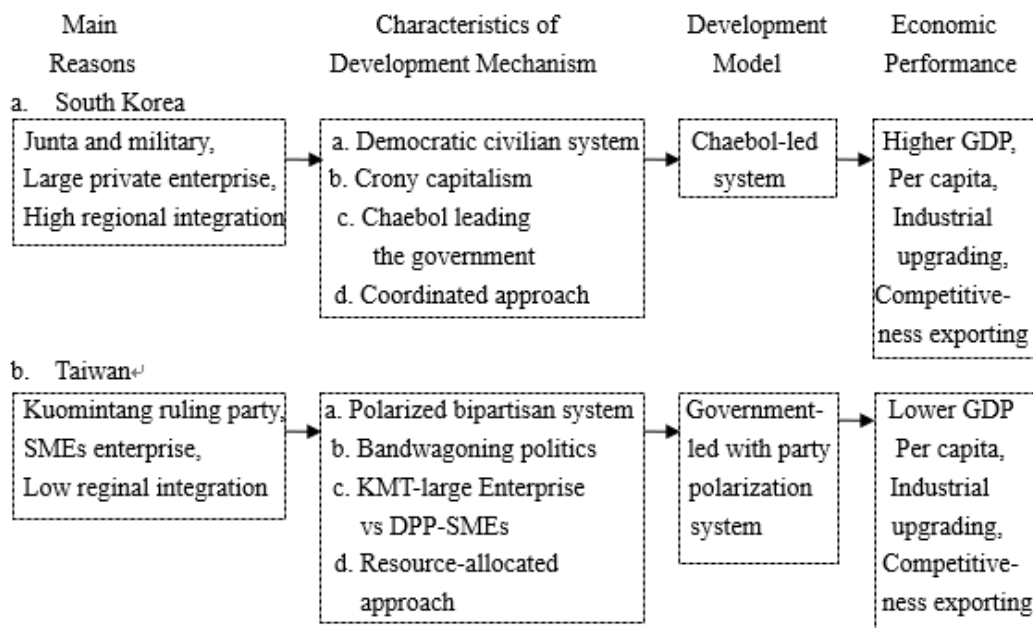 Main
Reasons
Characteristics of
Development Mechanism
Development
Model
Economic
Performance
a. South Korea
Junta and military,
Large private enterprise,
High regional integration
a. Democratic civilian system
b. Crony capitalism
c. Chaebol leading
the government
d. Coordinated approach
Chaebol-led
system
Higher GDP,
Per capita,
Industrial
upgrading,
Competitive-
ness exporting
b. Taiwan↵
Kuomintang ruling party,
SMEs enterprise,
Low reginal integration
a. Polarized bipartisan system
b. Bandwagoning politics
c. KMT-large Enterprise
vs DPP-SMEs
d. Resource-allocated
approach
Government-
led with party
polarization
system
Lower GDP
Per capita,
Industrial
upgrading,
Competitive-
ness exporting